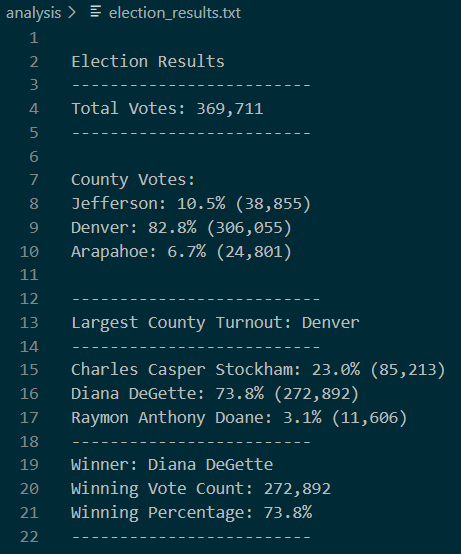 analysis > election_results.txt
1
2 Election Results
3 -------------------------
4 Total Votes: 369,711
5 -------------------------
6
7 County Votes:
8 Jefferson: 10.5% (38,855)
9 Denver: 82.8% (306,055)
10 Arapahoe: 6.7% (24,801)
11
12 --------------------------
13 Largest County Turnout: Denver
14 --------------------------
15 Charles Casper Stockham: 23.0% (85,213)
16 Diana DeGette: 73.8% (272,892)
17 Raymon Anthony Doane: 3.1% (11,606)
18 -------------------------
19 Winner: Diana DeGette
20 Winning Vote Count: 272,892
21 Winning Percentage: 73.8%
22 -------------------------